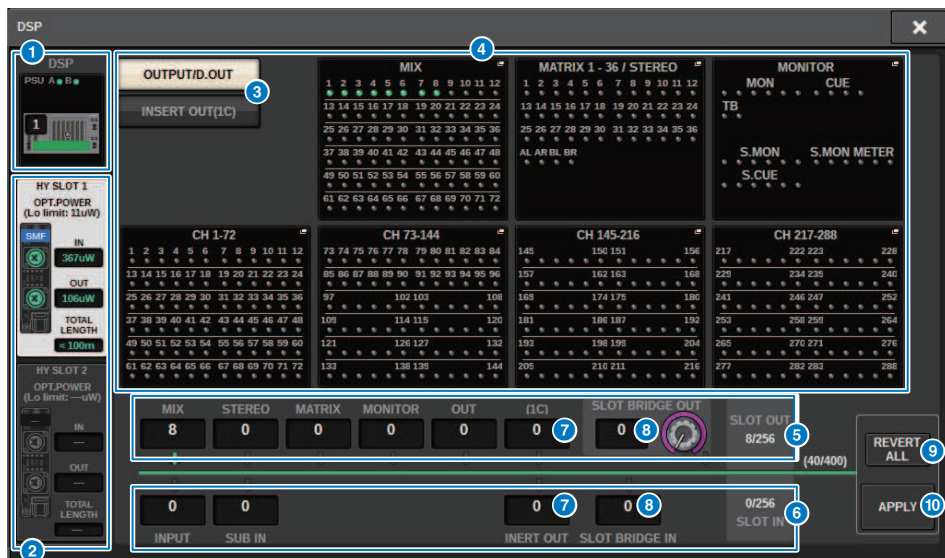 DSP
1
DSP
PSU A B
1
HY SLOT 1
OPT.POWER
(Lo limit: 11uW)
SMF
IN
367uW
OUT
106uW
TOTAL
LENGTH
< 100m
HY SLOT 2
OPT.POWER
(Lo limit: ---uW)
---
IN
---
OUT
---
TOTAL
LENGTH
---
2
OUTPUT/D.OUT
3
INSERT OUT(1C)
4
MIX
1 2 3 4 5 6 7 8 9 10 11 12
13 14 15 16 17 18 19 20 21 22 23 24
25 26 27 28 29 30 31 32 33 34 35 36
37 38 39 40 41 42 43 44 45 46 47 48
49 50 51 52 53 54 55 56 57 58 59 60
61 62 63 64 65 66 67 68 69 70 71 72
MATRIX 1 - 36 / STEREO
1 2 3 4 5 6 7 8 9 10 11 12
13 14 15 16 17 18 19 20 21 22 23 24
25 26 27 28 29 30 31 32 33 34 35 36
AL AR BL BR
MONITOR
MON CUE
TB
S.MON S.MON METER
S.CUE
CH 1-72
1 2 3 4 5 6 7 8 9 10 11 12
13 14 15 16 17 18 19 20 21 22 23 24
25 26 27 28 29 30 31 32 33 34 35 36
37 38 39 40 41 42 43 44 45 46 47 48
49 50 51 52 53 54 55 56 57 58 59 60
61 62 63 64 65 66 67 68 69 70 71 72
CH 73-144
73 74 75 76 77 78 79 80 81 82 83 84
85 86 87 88 89 90 91 92 93 94 95 96
97 102 103 108
109 114 115 120
121 126 127 132
133 138 139 144
CH 145-216
145 150 151 156
157 162 163 168
169 174 175 180
181 186 187 192
193 198 199 204
205 210 211 216
CH 217-288
217 222 223 228
229 234 235 240
241 246 247 252
253 258 259 264
265 270 271 276
277 282 283 288
MIX STEREO MATRIX MONITOR OUT (1C) SLOT BRIDGE OUT
8 0 0 0 0 0 7 0 8
SLOT OUT
8/256
5
(40/400)
0 0 0 7 0 8
INPUT SUB IN INERT OUT SLOT BRIDGE IN
0/256
SLOT IN
6
REVERT
ALL
9
APPLY
10